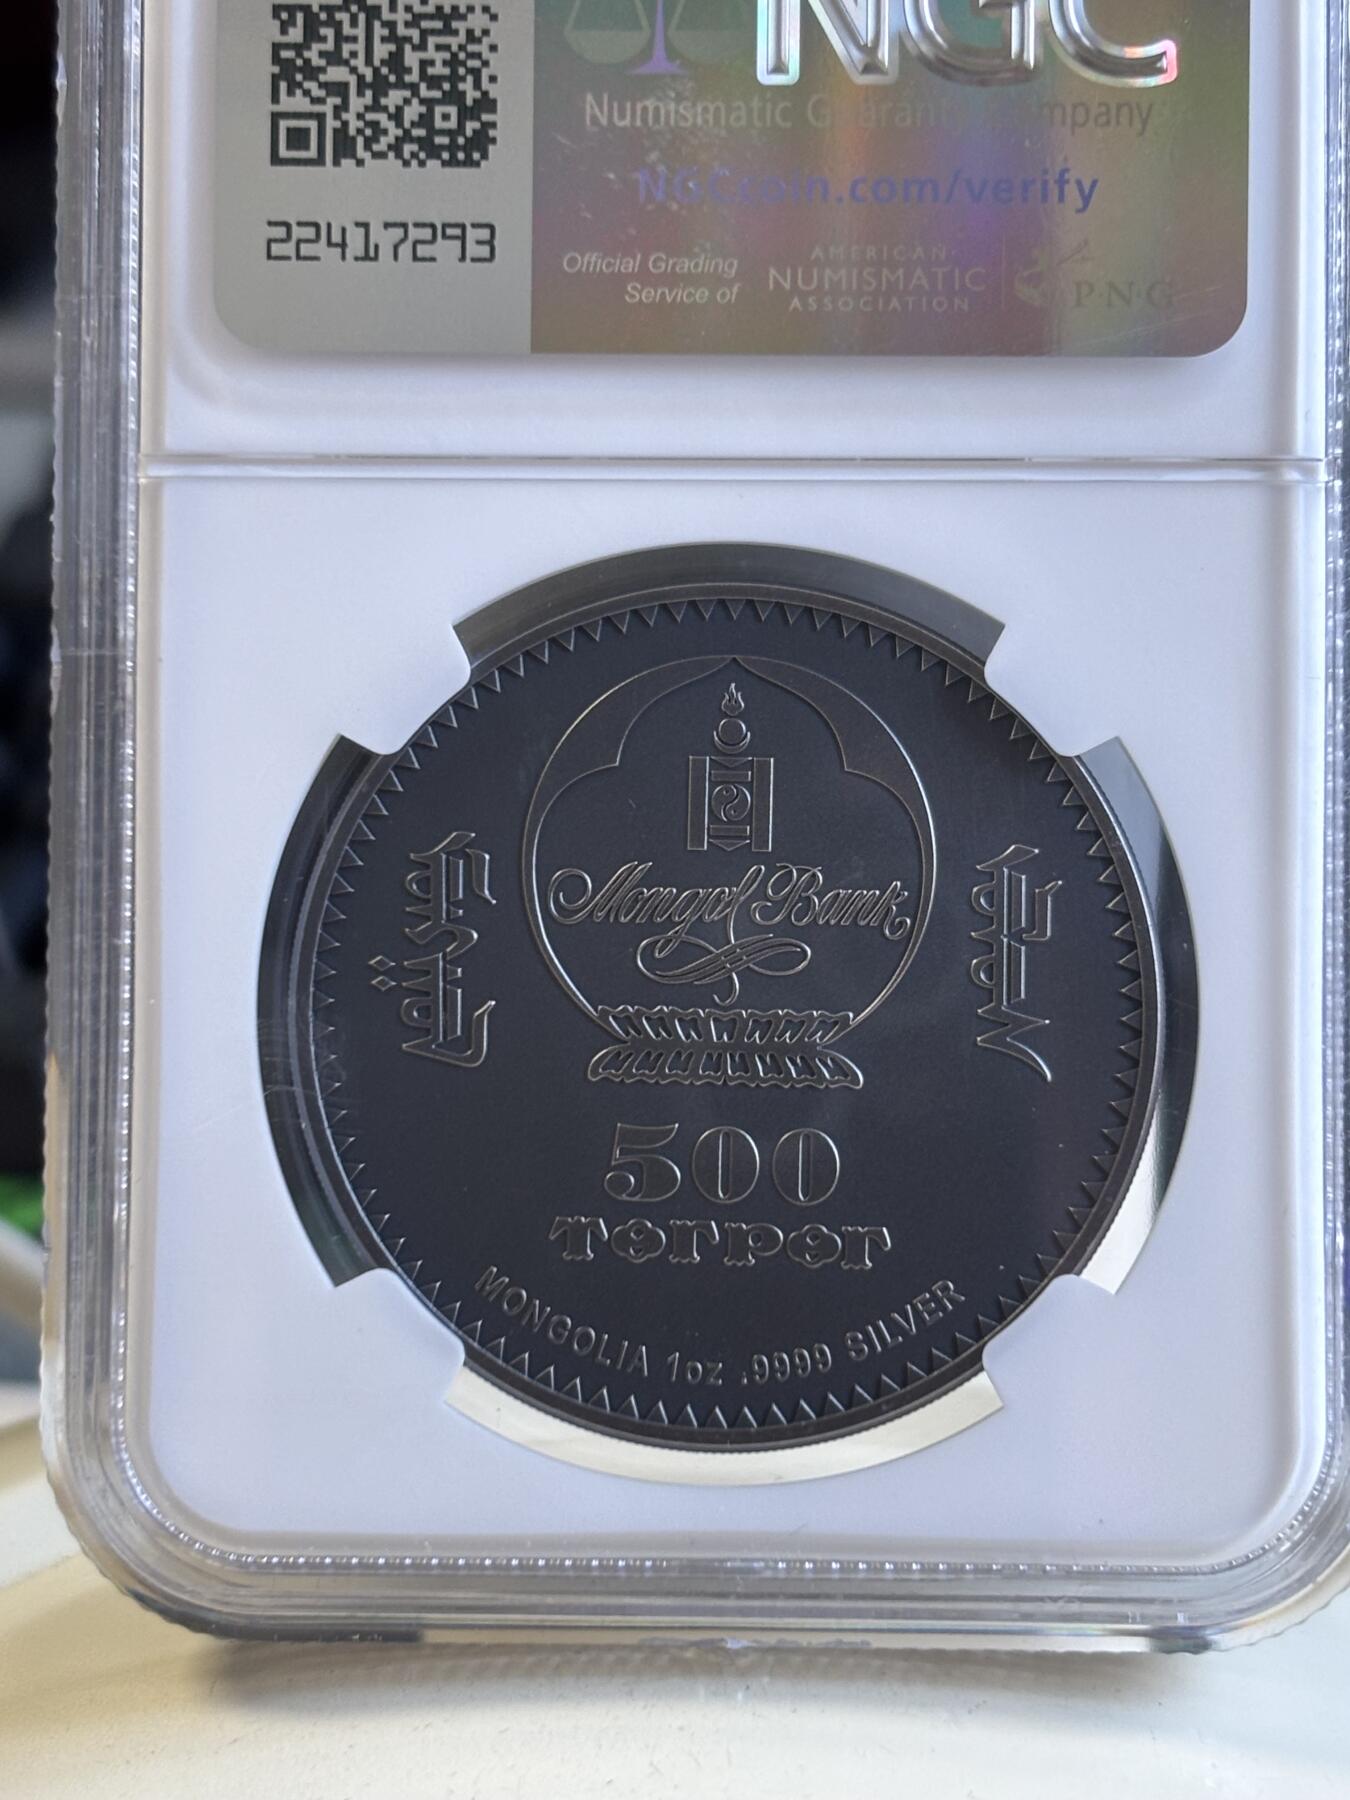 NGC
Numismatic Guaranty Company
NGCcoin.com/verify
22417293
Official Grading
Service of
AMERICAN
NUMISMATIC
ASSOCIATION
P·N·G
Mongol Bank
500
ТӨГРӨГ
MONGOLIA 1oz .9999 SILVER